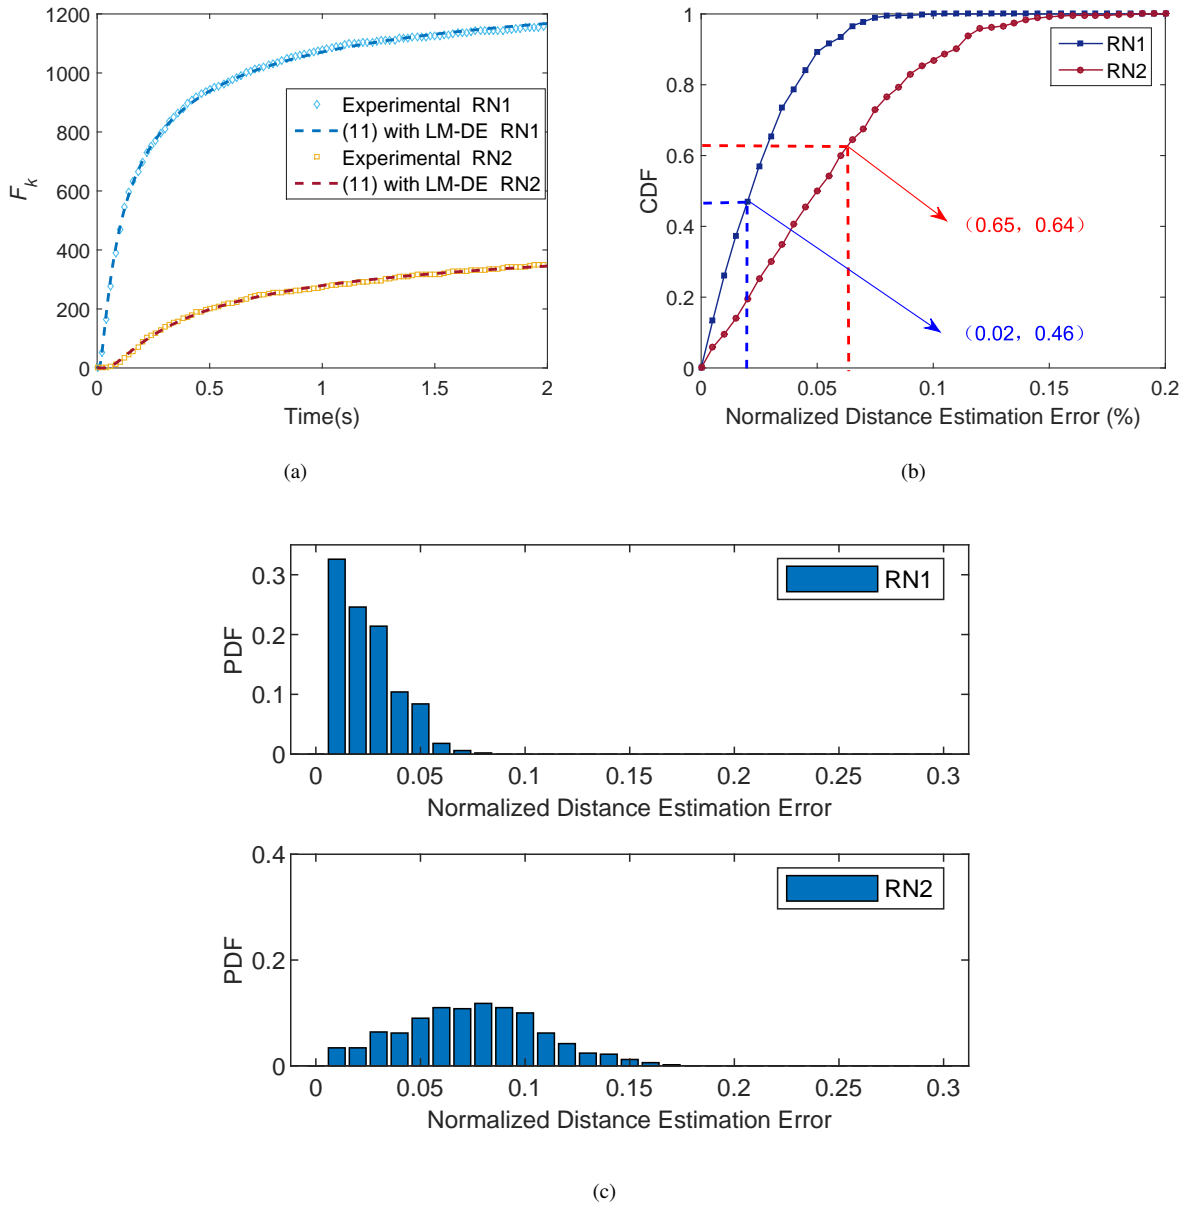 1200
1000
800
600
400
200
0
F_k
0
0.5
1
1.5
2
Time(s)
Experimental RN1
(11) with LM-DE RN1
Experimental RN2
(11) with LM-DE RN2
(a)
1
0.8
0.6
0.4
0.2
0
CDF
0
0.05
0.1
0.15
0.2
Normalized Distance Estimation Error (%)
RN1
RN2
（0.65，0.64）
（0.02，0.46）
(b)
0.3
0.2
0.1
0
PDF
RN1
0
0.05
0.1
0.15
0.2
0.25
0.3
Normalized Distance Estimation Error
0.4
0.2
0
PDF
RN2
0
0.05
0.1
0.15
0.2
0.25
0.3
Normalized Distance Estimation Error
(c)